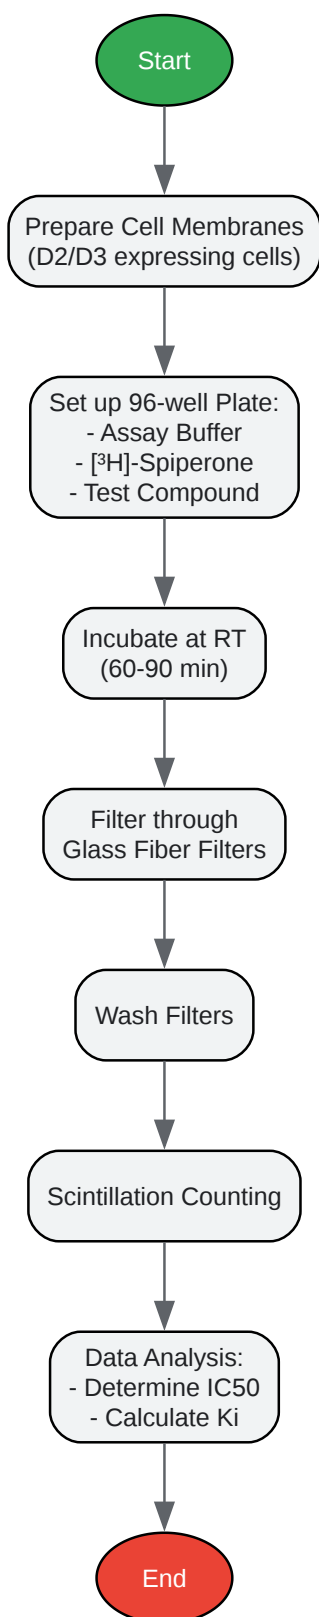 Start
Prepare Cell Membranes
(D2/D3 expressing cells)
Set up 96-well Plate:
- Assay Buffer
- [³H]-Spiperone
- Test Compound
Incubate at RT
(60-90 min)
Filter through
Glass Fiber Filters
Wash Filters
Scintillation Counting
Data Analysis:
- Determine IC50
- Calculate Ki
End